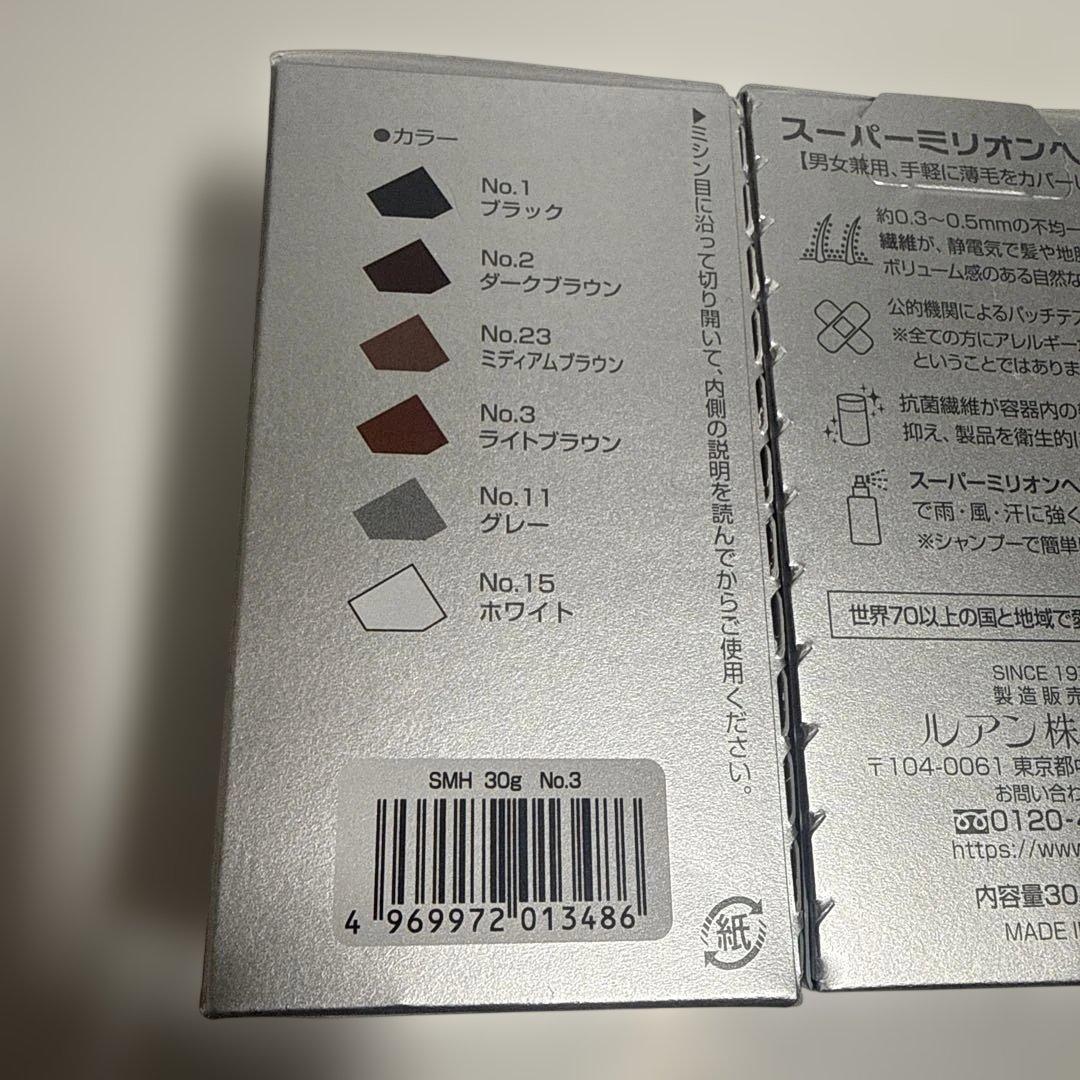 ●カラー
No.1
ブラック
No.2
ダークブラウン
No.23
ミディアムブラウン
No.3
ライトブラウン
No.11
グレー
No.15
ホワイト
▶ミシン目に沿って切り開いて、内側の説明を読んでからご使用ください。
SMH 30g No.3
4 969972 013486
紙
スーパーミリオンヘ
【男女兼用、手軽に薄毛をカバー
約0.3～0.5mmの不均一
繊維が、静電気で髪や地
ボリューム感のある自然な
公的機関によるパッチテス
※全ての方にアレルギー
ということではありま
抗菌繊維が容器内の
抑え、製品を衛生的に
スーパーミリオンヘ
で雨・風・汗に強く
※シャンプーで簡単
世界70以上の国と地域で
SINCE 19
製造販売
ルアン株
〒104-0061 東京都中
お問い合わ
0120-
https://www
内容量30
MADE I